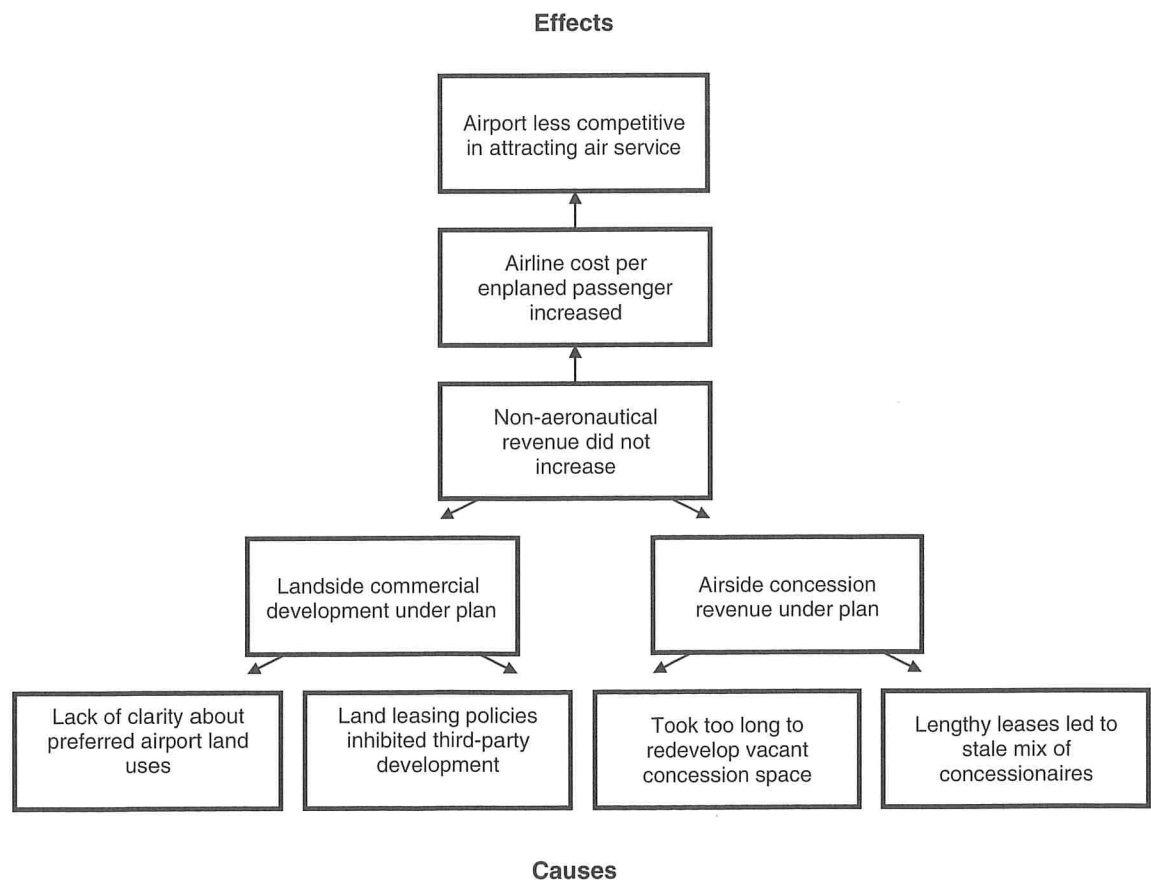 Effects
Airport less competitive
in attracting air service
Airline cost per
enplaned passenger
increased
Non-aeronautical
revenue did not
increase
Landside commercial
development under plan
Airside concession
revenue under plan
Lack of clarity about
preferred airport land
uses
Land leasing policies
inhibited third-party
development
Took too long to
redevelop vacant
concession space
Lengthy leases led to
stale mix of
concessionaires
Causes